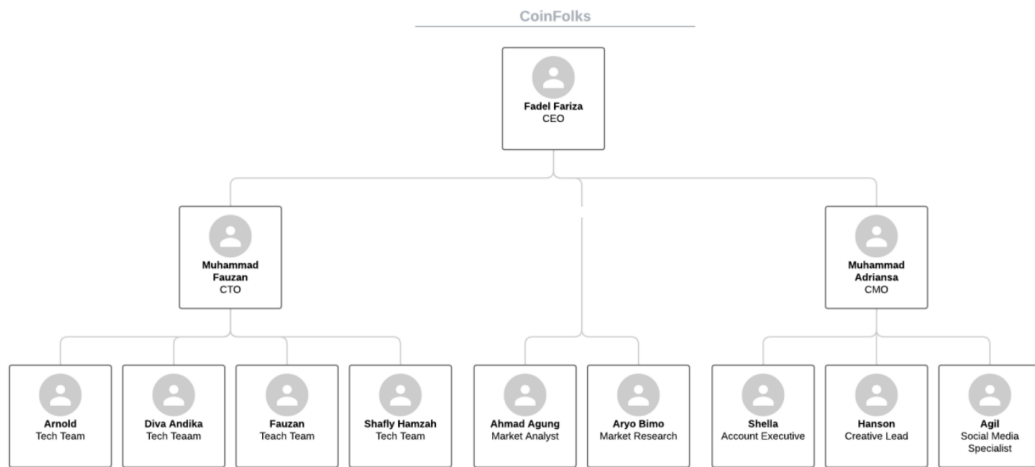 CoinFolks
Fadel Fariza
CEO
Muhammad
Fauzan
CTO
Muhammad
Adriansa
CMO
Arnold
Tech Team
Diva Andika
Tech Teaam
Fauzan
Teach Team
Shafly Hamzah
Tech Team
Ahmad Agung
Market Analyst
Aryo Bimo
Market Research
Shella
Account Executive
Hanson
Creative Lead
Agil
Social Media
Specialist